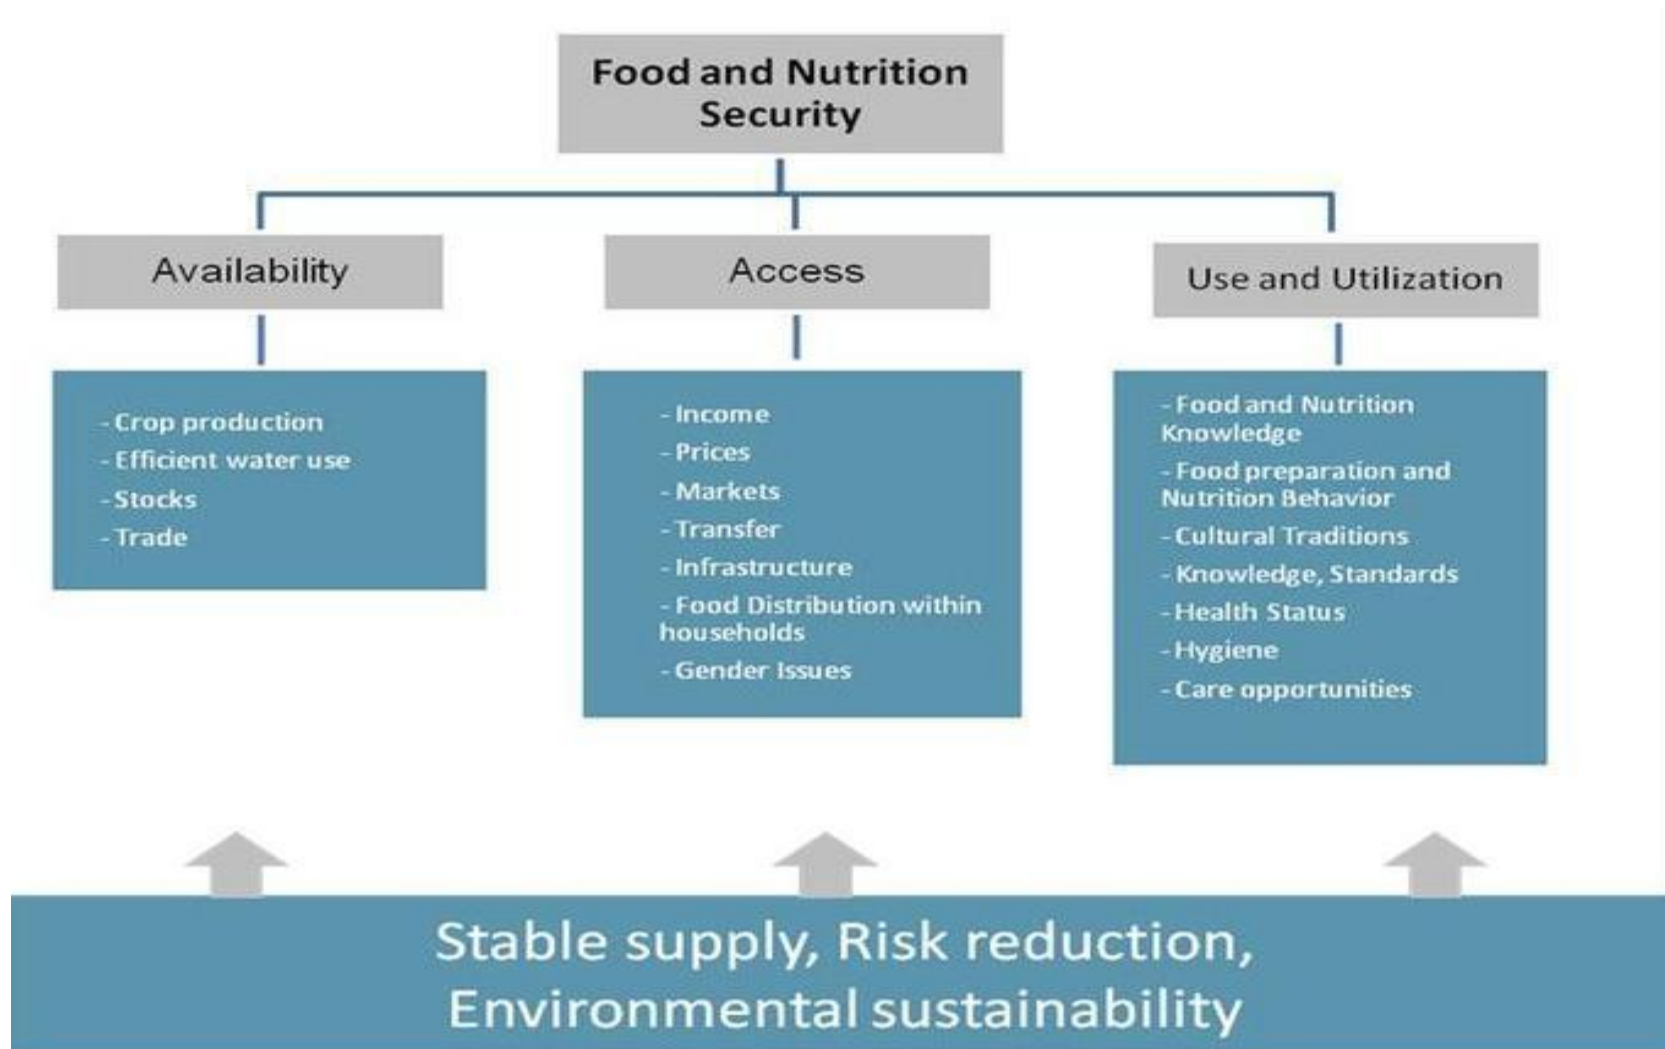 Food and Nutrition
Security
Availability
Access
Use and Utilization
- Crop production
- Efficient water use
- Stocks
- Trade
- Income
- Prices
- Markets
- Transfer
- Infrastructure
- Food Distribution within
households
- Gender Issues
- Food and Nutrition
Knowledge
- Food preparation and
Nutrition Behavior
- Cultural Traditions
- Knowledge, Standards
- Health Status
- Hygiene
- Care opportunities
Stable supply, Risk reduction,
Environmental sustainability